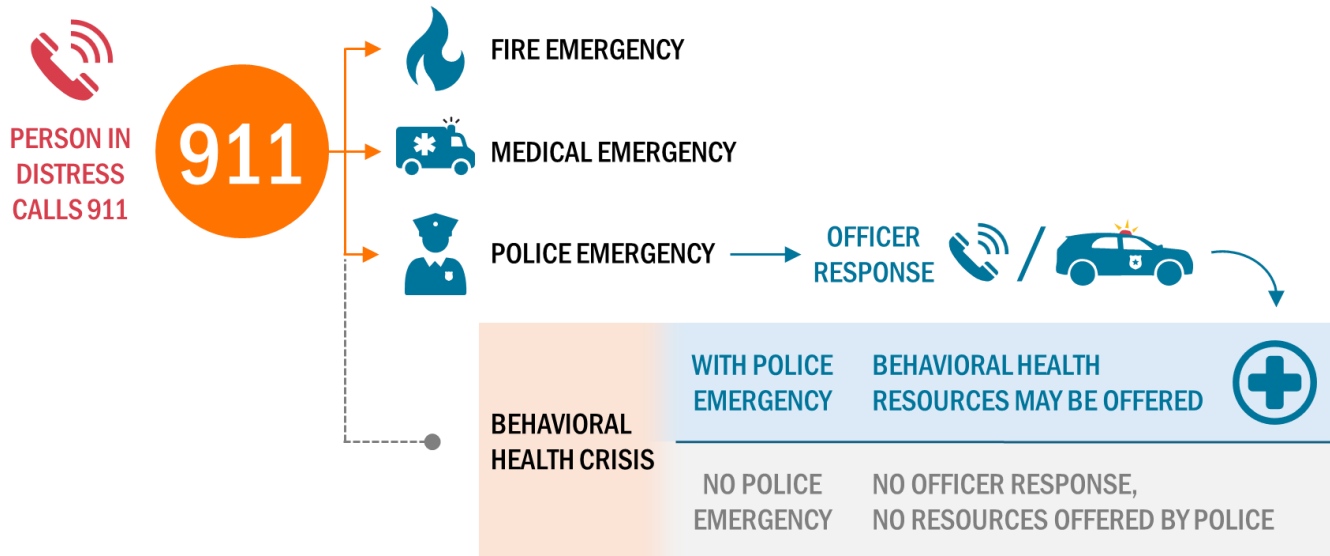 PERSON IN
DISTRESS
CALLS 911
911
FIRE EMERGENCY
MEDICAL EMERGENCY
POLICE EMERGENCY
OFFICER
RESPONSE
BEHAVIORAL
HEALTH CRISIS
WITH POLICE
EMERGENCY
BEHAVIORAL HEALTH
RESOURCES MAY BE OFFERED
NO POLICE
EMERGENCY
NO OFFICER RESPONSE,
NO RESOURCES OFFERED BY POLICE